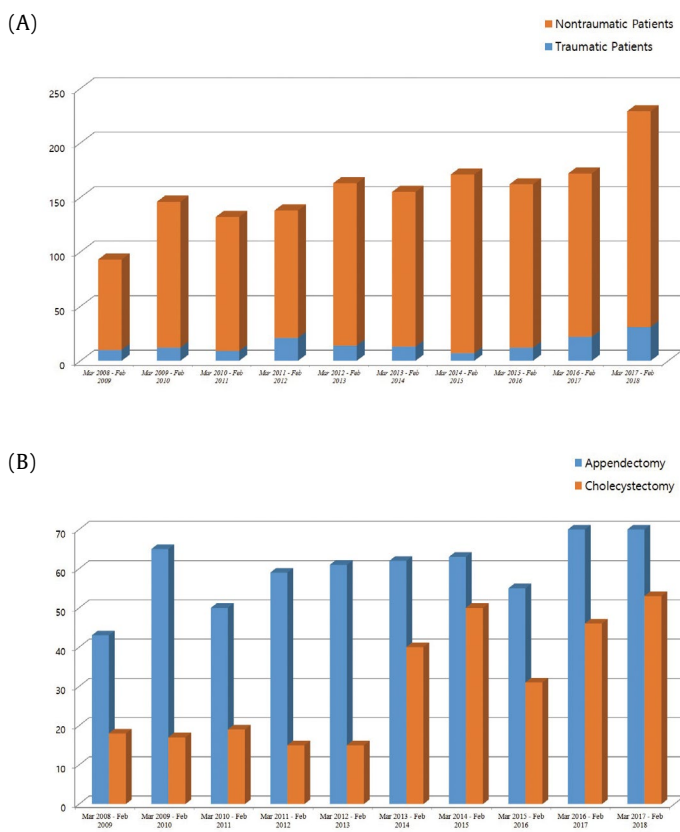 (A)
Nontraumatic Patients
Traumatic Patients
250
200
150
100
50
0
Mar 2008 - Feb 2009
Mar 2009 - Feb 2010
Mar 2010 - Feb 2011
Mar 2011 - Feb 2012
Mar 2012 - Feb 2013
Mar 2013 - Feb 2014
Mar 2014 - Feb 2015
Mar 2015 - Feb 2016
Mar 2016 - Feb 2017
Mar 2017 - Feb 2018
(B)
Appendectomy
Cholecystectomy
70
60
50
40
30
20
10
0
Mar 2008 - Feb 2009
Mar 2009 - Feb 2010
Mar 2010 - Feb 2011
Mar 2011 - Feb 2012
Mar 2012 - Feb 2013
Mar 2013 - Feb 2014
Mar 2014 - Feb 2015
Mar 2015 - Feb 2016
Mar 2016 - Feb 2017
Mar 2017 - Feb 2018